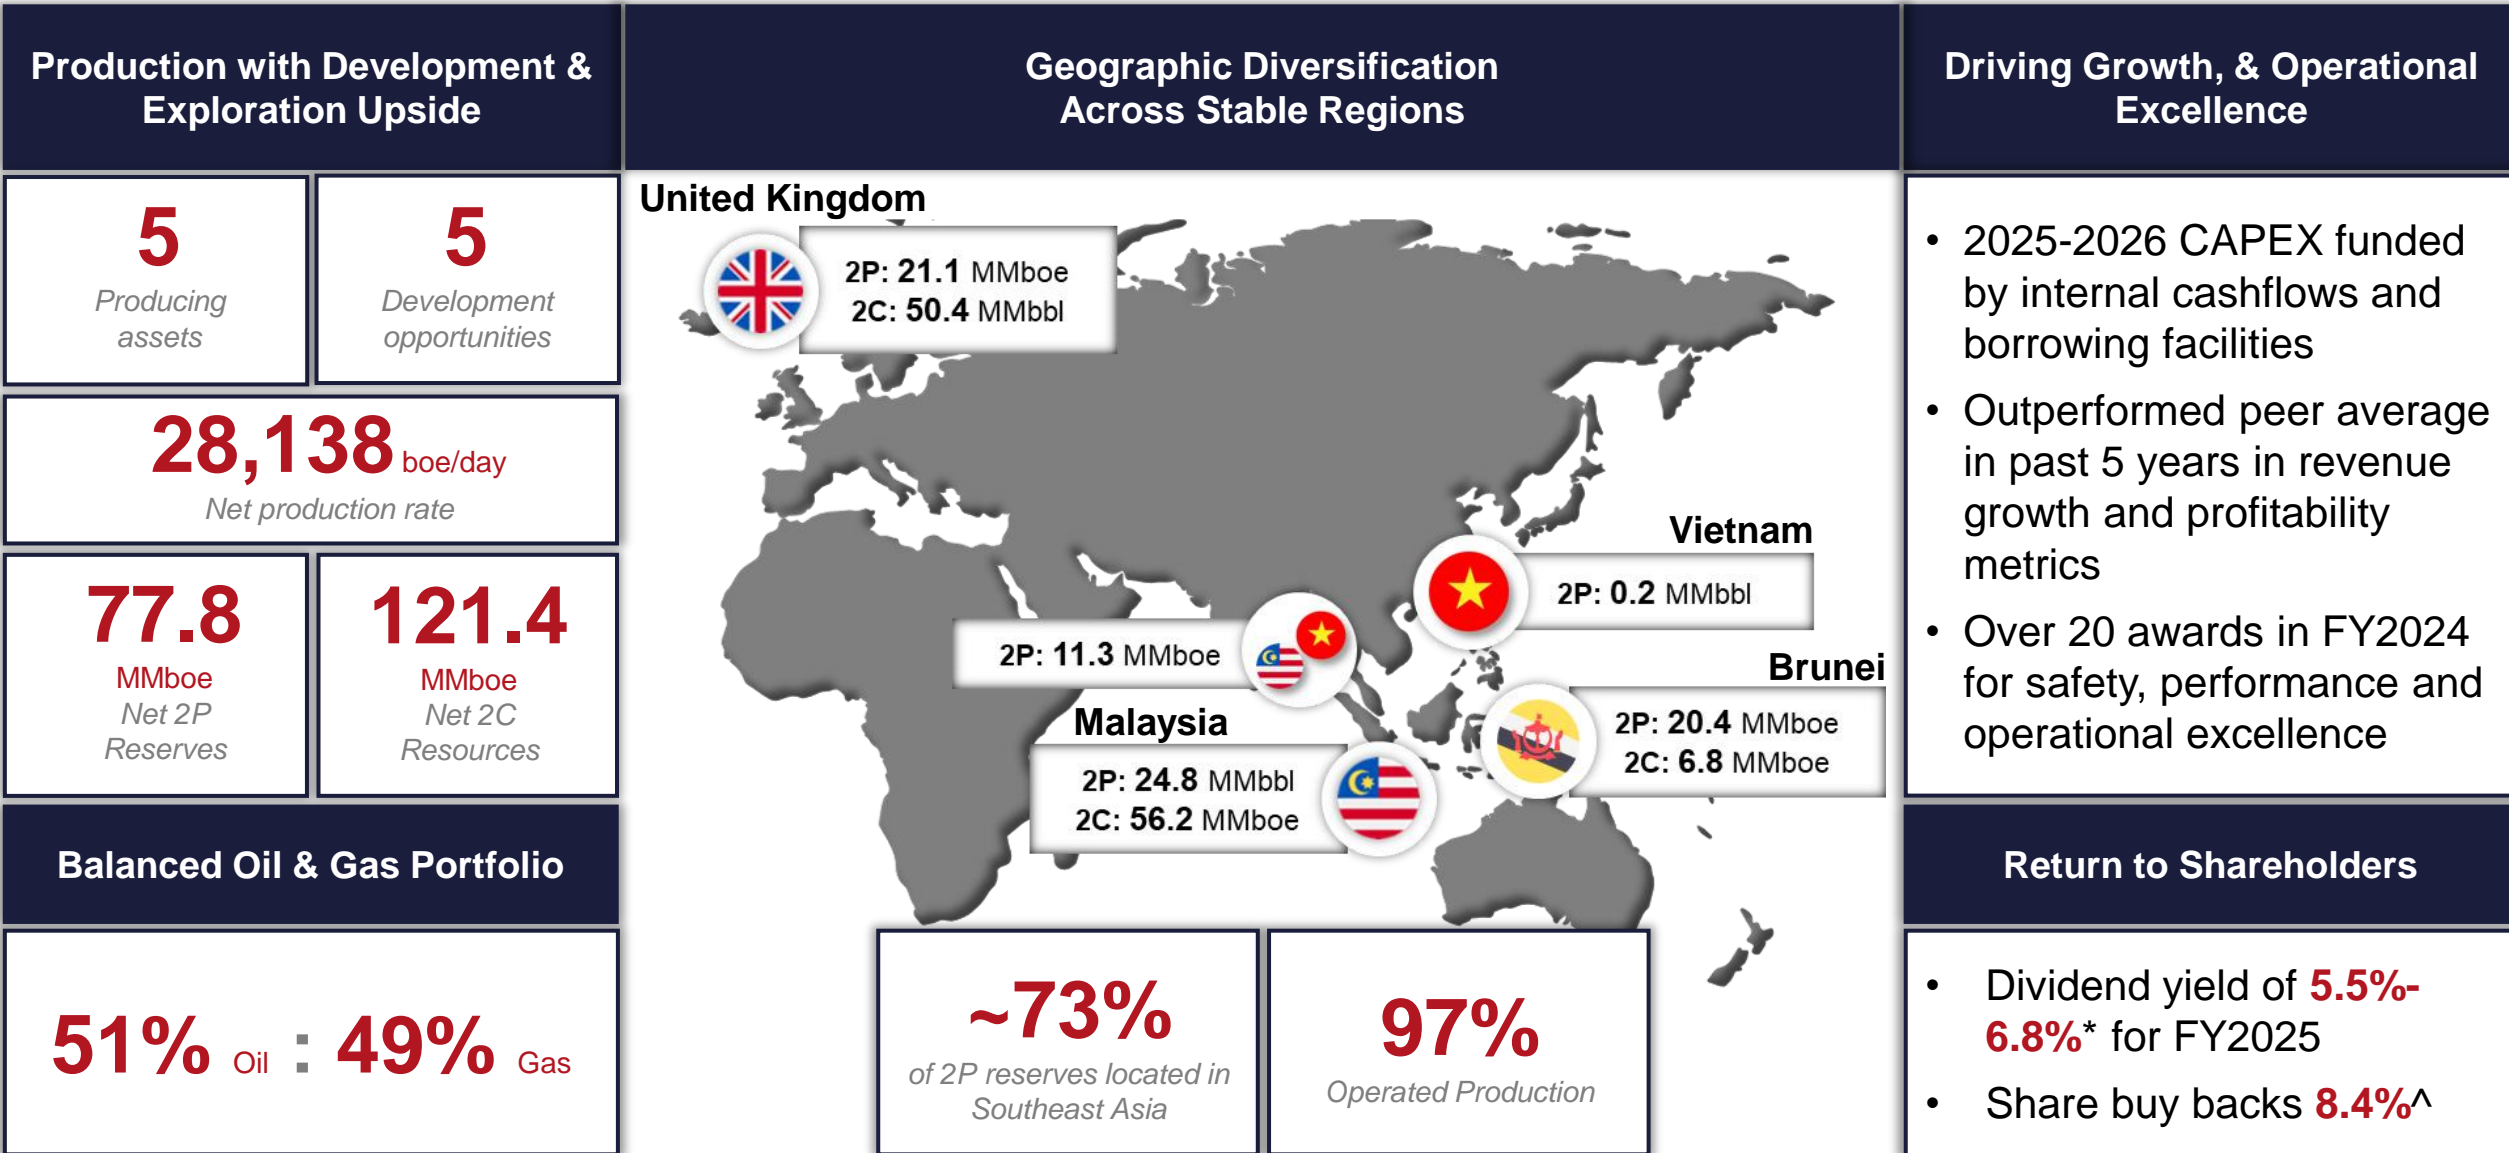 Production with Development &
Exploration Upside
5
Producing
assets
5
Development
opportunities
28,138 boe/day
Net production rate
77.8
MMboe
Net 2P
Reserves
121.4
MMboe
Net 2C
Resources
Balanced Oil & Gas Portfolio
51% Oil : 49% Gas
Geographic Diversification
Across Stable Regions
United Kingdom
2P: 21.1 MMboe
2C: 50.4 MMbbl
Vietnam
2P: 0.2 MMbbl
2P: 11.3 MMboe
Brunei
2P: 20.4 MMboe
2C: 6.8 MMboe
Malaysia
2P: 24.8 MMbbl
2C: 56.2 MMboe
~73%
of 2P reserves located in
Southeast Asia
97%
Operated Production
Driving Growth, & Operational
Excellence
• 2025-2026 CAPEX funded
by internal cashflows and
borrowing facilities
• Outperformed peer average
in past 5 years in revenue
growth and profitability
metrics
• Over 20 awards in FY2024
for safety, performance and
operational excellence
Return to Shareholders
• Dividend yield of 5.5%-
6.8%* for FY2025
• Share buy backs 8.4%^